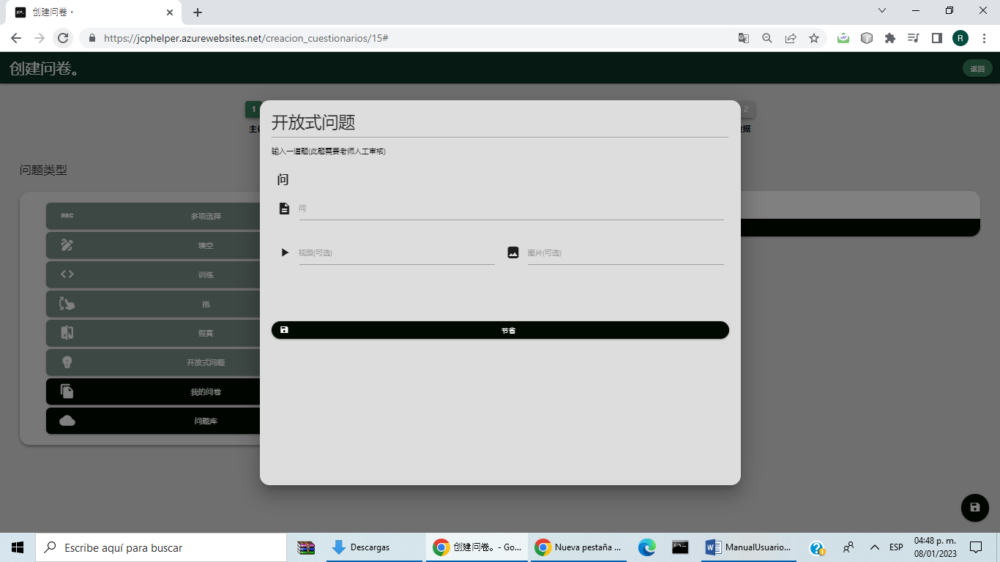 创建问卷。
https://jcphelper.azurewebsites.net/creacion_cuestionarios/15#
R
创建问卷。
返回
1
2
开放式问题
输入一道题(此题需要老师人工审核)
问题类型
问
问
视频(可选)
图片(可选)
节省
ABC
多项选择
填空
训练
拖
假真
开放式问题
我的问卷
问题库
Escribe aquí para buscar
Descargas
创建问卷。 - Go...
Nueva pestaña ...
ManualUsuario...
ESP
04:48 p. m.
08/01/2023